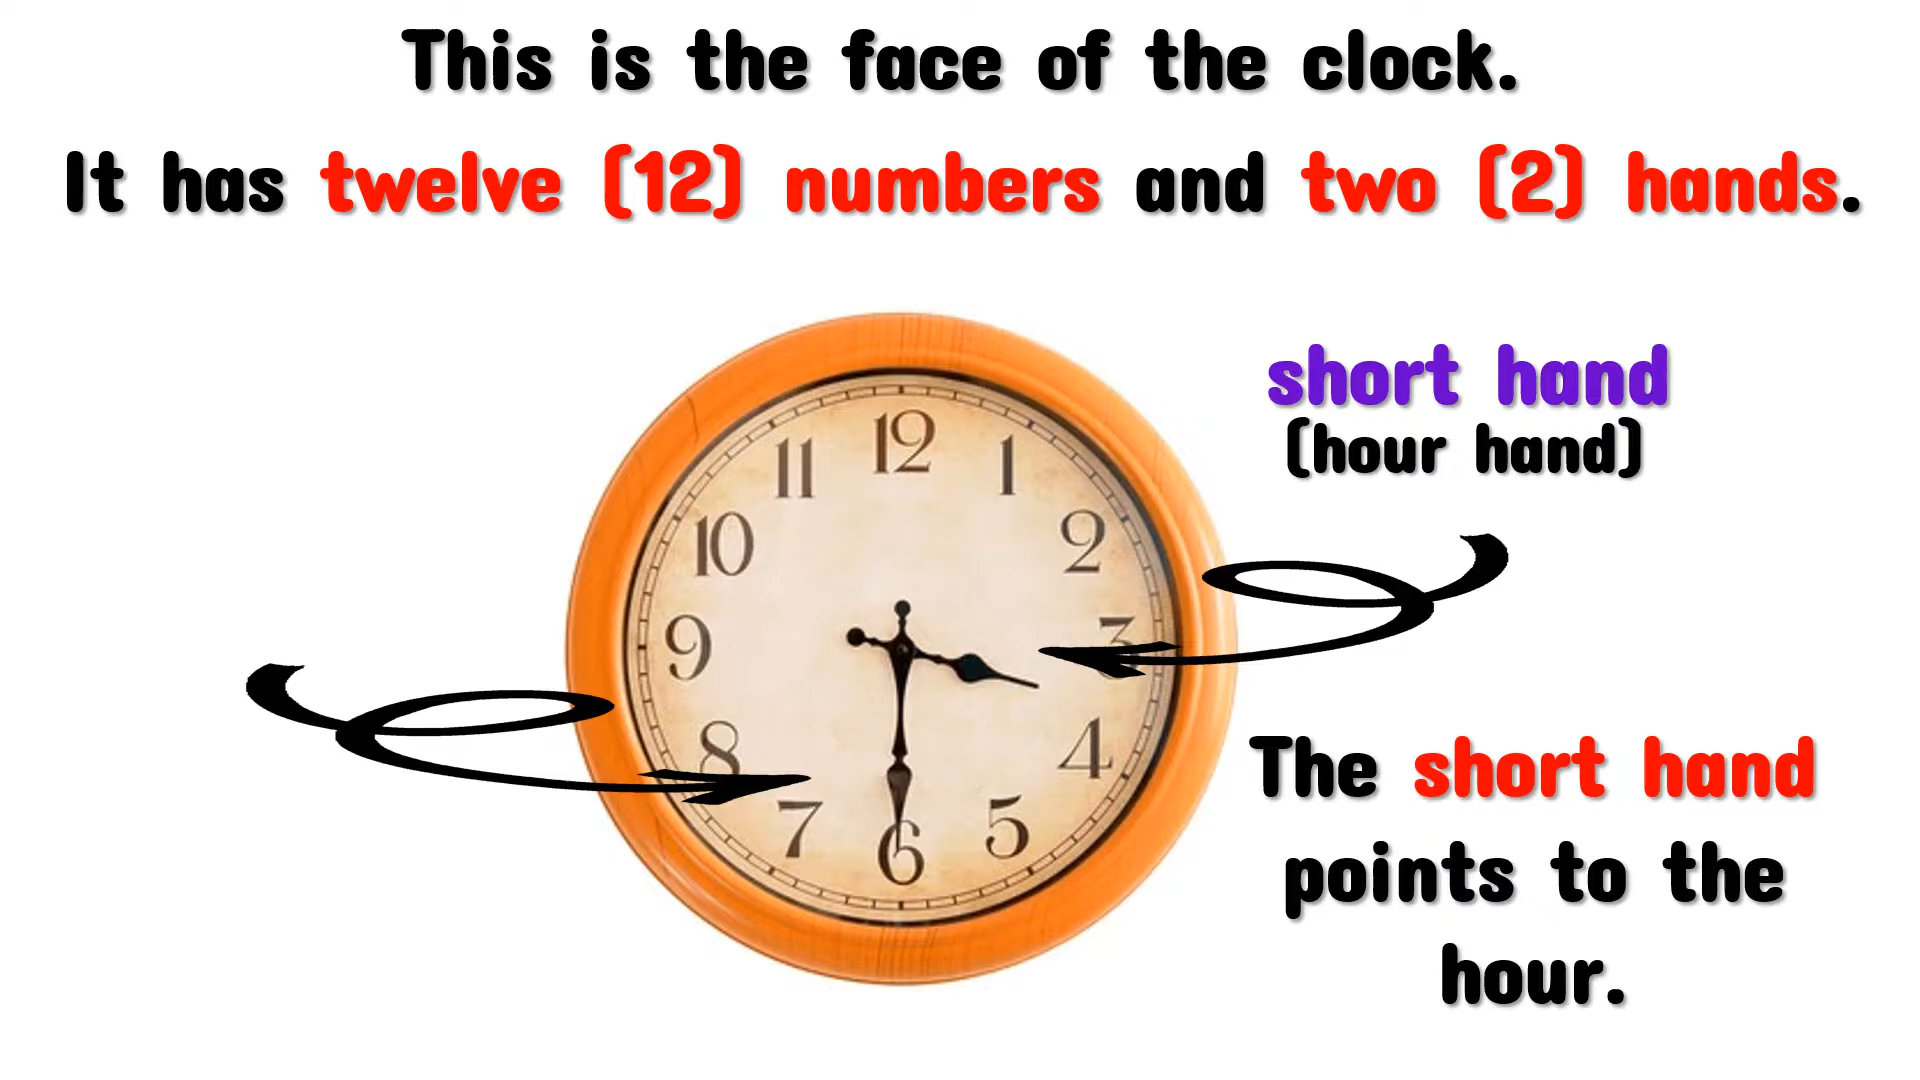 This is the face of the clock.
It has twelve (12) numbers and two (2) hands.
short hand
(hour hand)
12
11
1
10
2
9
3
8
4
7
5
6
The short hand
points to the
hour.